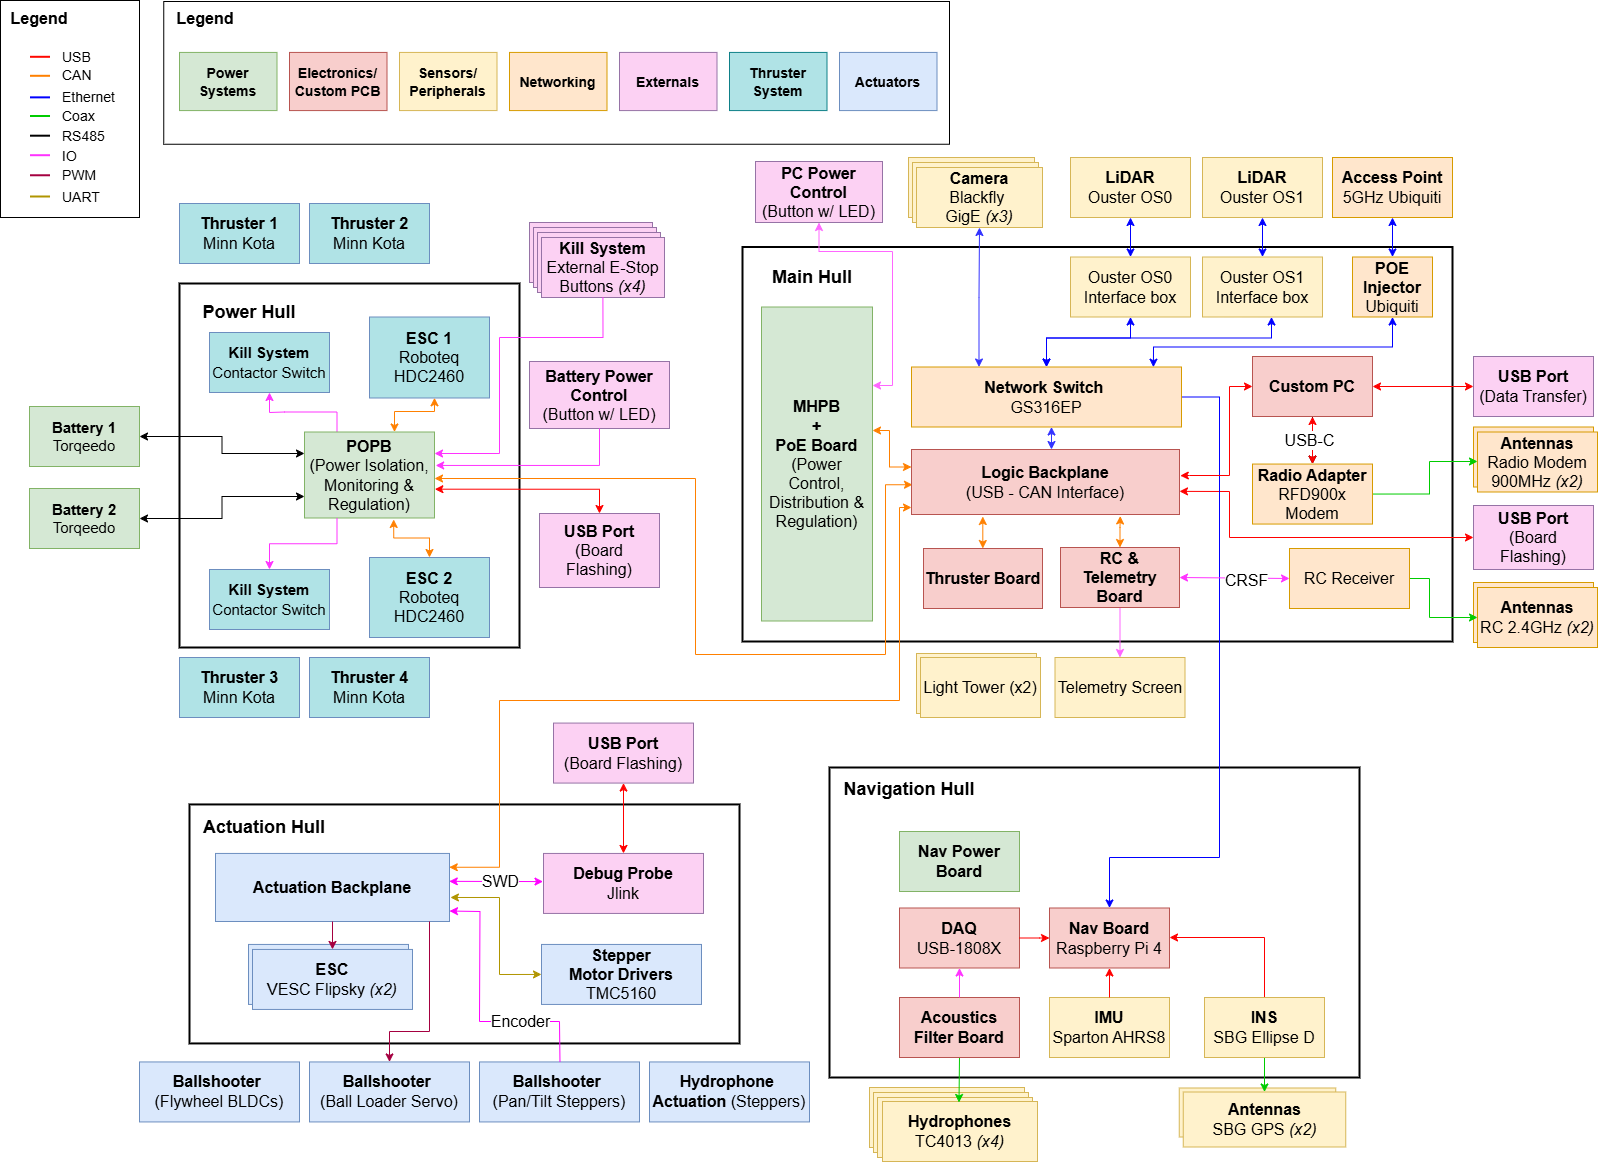 Legend
USB
CAN
Ethernet
Coax
RS485
IO
PWM
UART
Legend
Power
Systems
Electronics/
Custom PCB
Sensors/
Peripherals
Networking
Externals
Thruster
System
Actuators
Thruster 1
Minn Kota
Thruster 2
Minn Kota
Kill System
External E-Stop
Buttons (x4)
PC Power
Control
(Button w/ LED)
Camera
Blackfly
GigE (x3)
LiDAR
Ouster OS0
LiDAR
Ouster OS1
Access Point
5GHz Ubiquiti
Power Hull
Kill System
Contactor Switch
ESC 1
Roboteq
HDC2460
Battery 1
Torqeedo
Battery 2
Torqeedo
POPB
(Power Isolation,
Monitoring &
Regulation)
Kill System
Contactor Switch
ESC 2
Roboteq
HDC2460
Battery Power
Control
(Button w/ LED)
USB Port
(Board
Flashing)
Thruster 3
Minn Kota
Thruster 4
Minn Kota
Main Hull
Ouster OS0
Interface box
Ouster OS1
Interface box
POE
Injector
Ubiquiti
MHPB
+
PoE Board
(Power
Control,
Distribution &
Regulation)
Network Switch
GS316EP
Custom PC
USB Port
(Data Transfer)
USB-C
Logic Backplane
(USB - CAN Interface)
Radio Adapter
RFD900x
Modem
Antennas
Radio Modem
900MHz (x2)
USB Port
(Board
Flashing)
Thruster Board
RC &
Telemetry
Board
CRSF
RC Receiver
Antennas
RC 2.4GHz (x2)
Light Tower (x2)
Telemetry Screen
USB Port
(Board Flashing)
Actuation Hull
Actuation Backplane
SWD
Debug Probe
Jlink
ESC
VESC Flipsky (x2)
Stepper
Motor Drivers
TMC5160
Encoder
Ballshooter
(Flywheel BLDCs)
Ballshooter
(Ball Loader Servo)
Ballshooter
(Pan/Tilt Steppers)
Hydrophone
Actuation (Steppers)
Navigation Hull
Nav Power
Board
DAQ
USB-1808X
Nav Board
Raspberry Pi 4
Acoustics
Filter Board
IMU
Sparton AHRS8
INS
SBG Ellipse D
Hydrophones
TC4013 (x4)
Antennas
SBG GPS (x2)